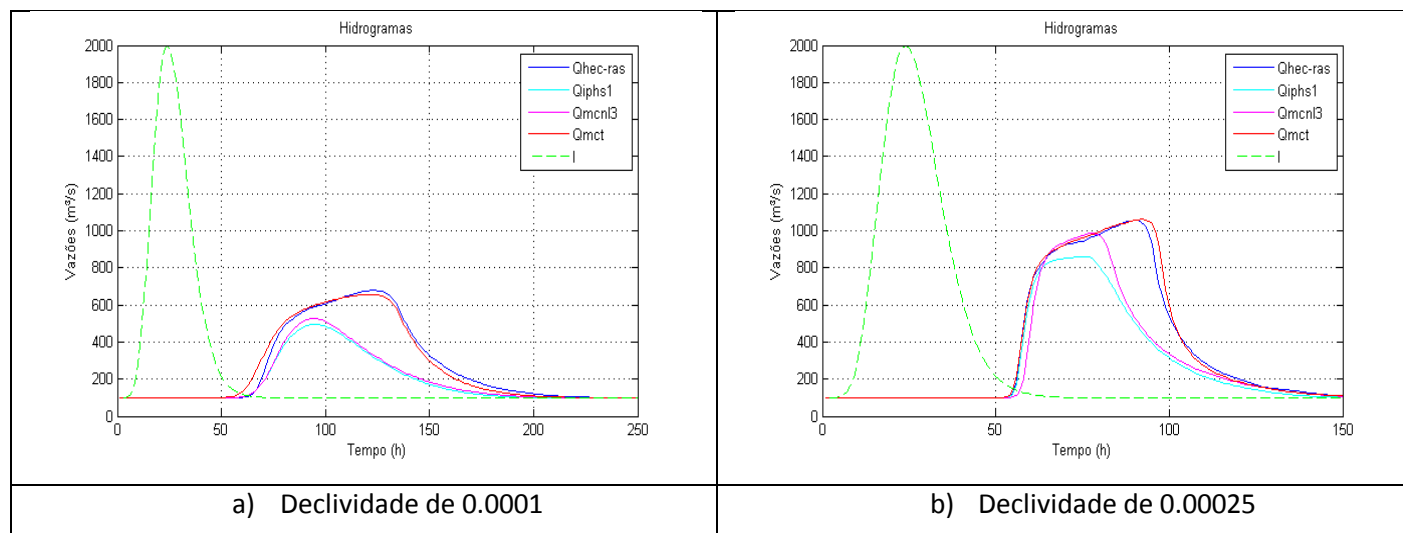 Hidrogramas
2000
1800
1600
1400
1200
1000
800
600
400
200
0
Vazões (m³/s)
0 50 100 150 200 250
Tempo (h)
Qhec-ras
Qiphs1
Qmcnl3
Qmct
I
a) Declividade de 0.0001
Hidrogramas
2000
1800
1600
1400
1200
1000
800
600
400
200
0
Vazões (m³/s)
0 50 100 150
Tempo (h)
Qhec-ras
Qiphs1
Qmcnl3
Qmct
I
b) Declividade de 0.00025